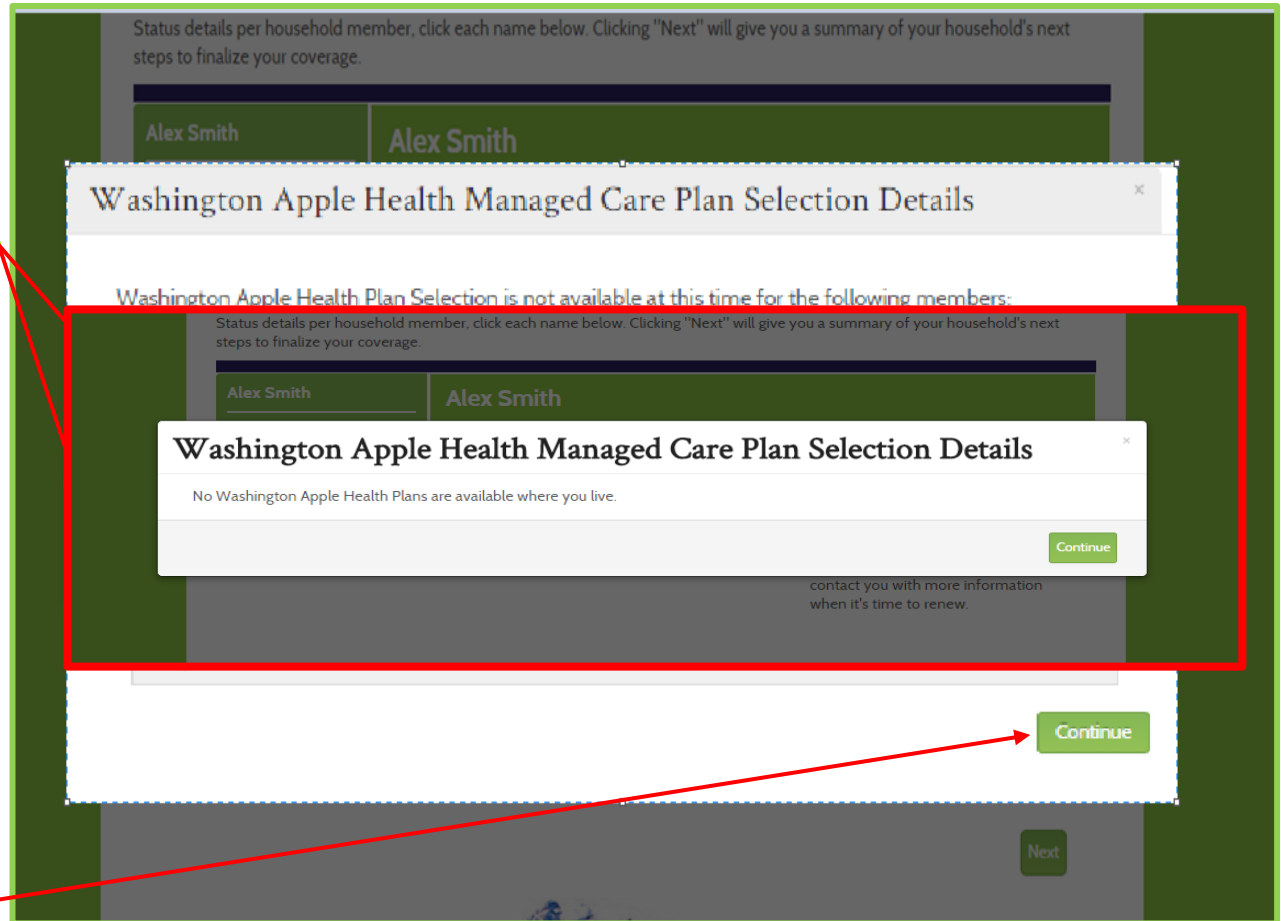 Status details per household member, click each name below. Clicking "Next" will give you a summary of your household's next
steps to finalize your coverage.
Alex Smith
Alex Smith
Washington Apple Health Managed Care Plan Selection Details
×
Washington Apple Health Plan Selection is not available at this time for the following members:
Status details per household member, click each name below. Clicking "Next" will give you a summary of your household's next
steps to finalize your coverage.
Alex Smith
Alex Smith
Washington Apple Health Managed Care Plan Selection Details
×
No Washington Apple Health Plans are available where you live.
Continue
contact you with more information
when it's time to renew.
Continue
Next